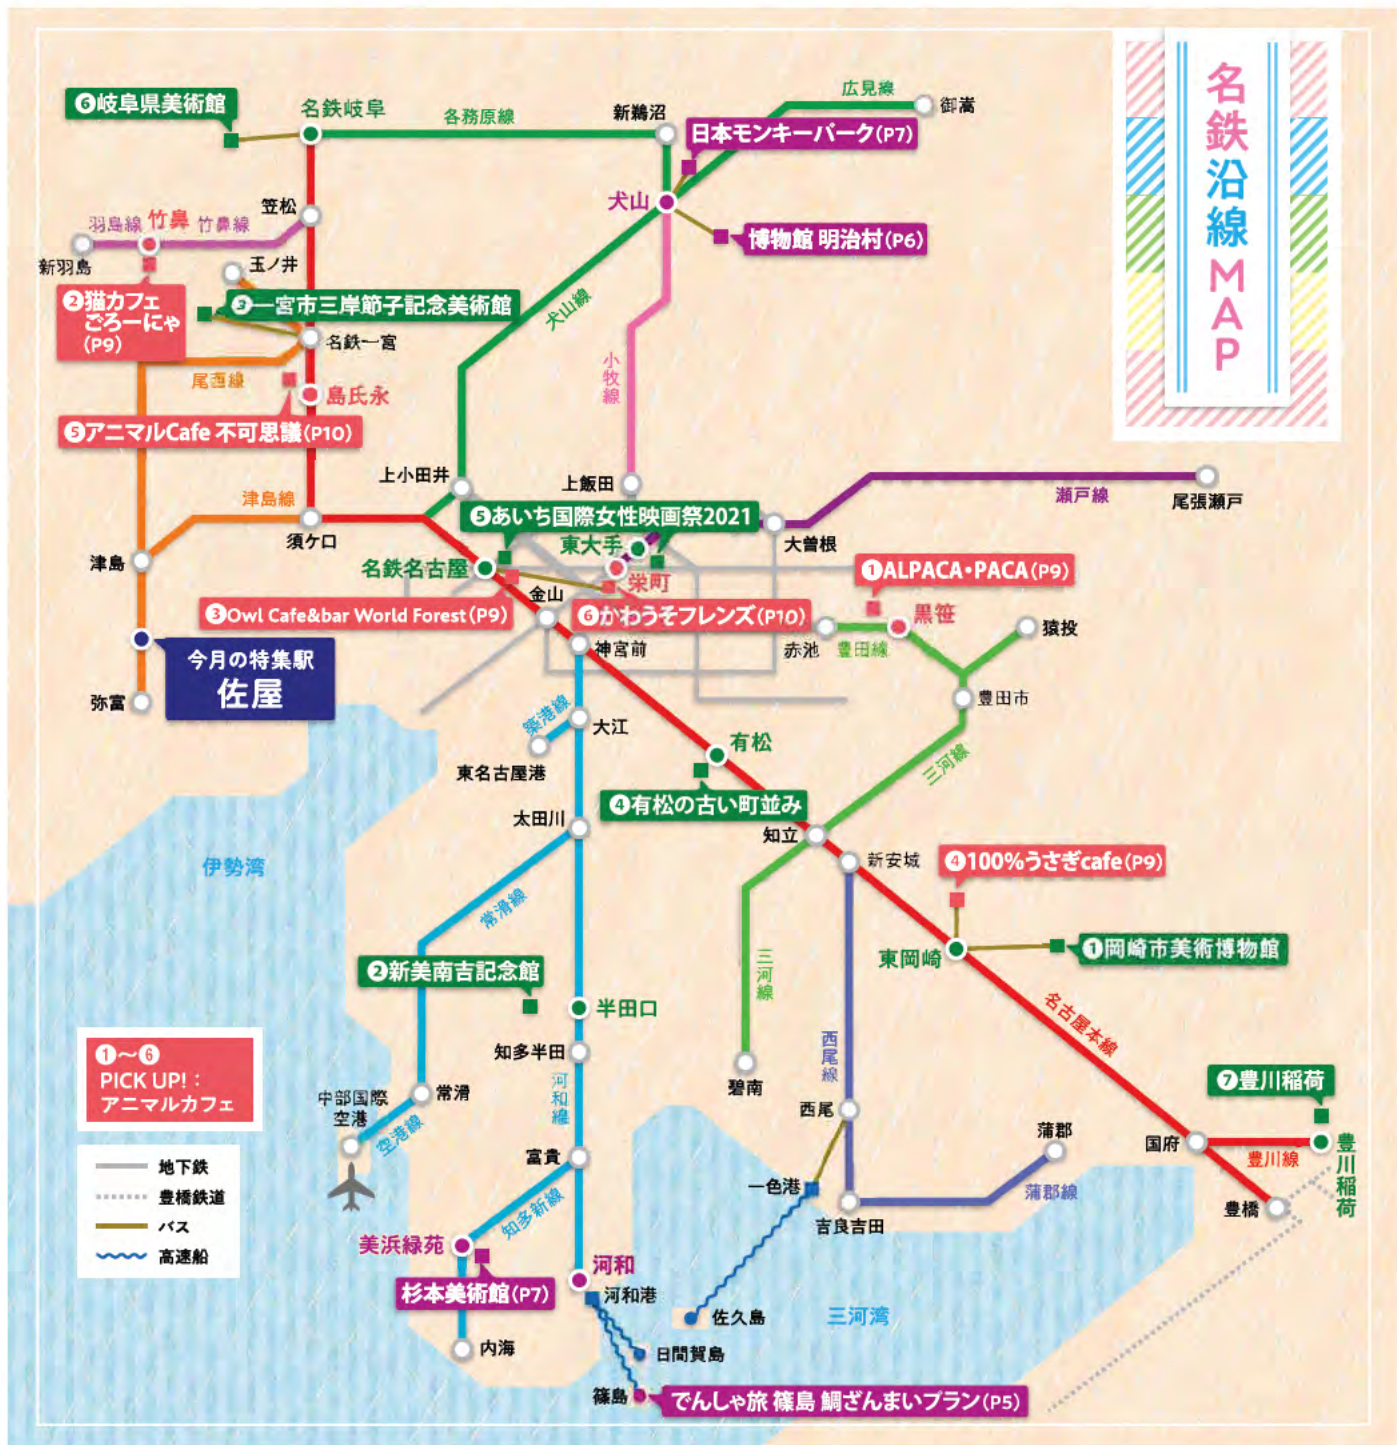 名鉄沿線MAP
❻岐阜県美術館
名鉄岐阜
各務原線
新鵜沼
広見線
御嵩
日本モンキーパーク(P7)
犬山
博物館 明治村(P6)
笠松
羽島線
竹鼻
竹鼻線
新羽島
玉ノ井
❷猫カフェ
ごろーにゃ
(P9)
❸一宮市三岸節子記念美術館
犬山線
名鉄一宮
小牧線
尾西線
島氏永
❺アニマルCafe 不可思議(P10)
上小田井
上飯田
瀬戸線
尾張瀬戸
津島線
須ケ口
❺あいち国際女性映画祭2021
大曽根
東大手
津島
名鉄名古屋
栄町
❶ALPACA・PACA(P9)
金山
❸Owl Cafe&bar World Forest(P9)
❻かわうそフレンズ(P10)
黒笹
猿投
赤池
豊田線
神宮前
今月の特集駅
佐屋
弥富
豊田市
築港線
大江
有松
東名古屋港
三河線
❹有松の古い町並み
太田川
知立
新安城
❹100%うさぎcafe(P9)
伊勢湾
常滑線
東岡崎
❶岡崎市美術博物館
三河線
❷新美南吉記念館
半田口
名古屋本線
❶～❻
PICK UP!：
アニマルカフェ
知多半田
西尾線
河和線
碧南
❼豊川稲荷
中部国際
空港
常滑
空港線
西尾
蒲郡
国府
豊川線
豊川稲荷
地下鉄
豊橋鉄道
バス
高速船
富貴
一色港
蒲郡線
豊橋
知多新線
吉良吉田
美浜緑苑
河和
杉本美術館(P7)
河和港
佐久島
三河湾
内海
日間賀島
篠島
でんしゃ旅 篠島 鯛ざんまいプラン(P5)